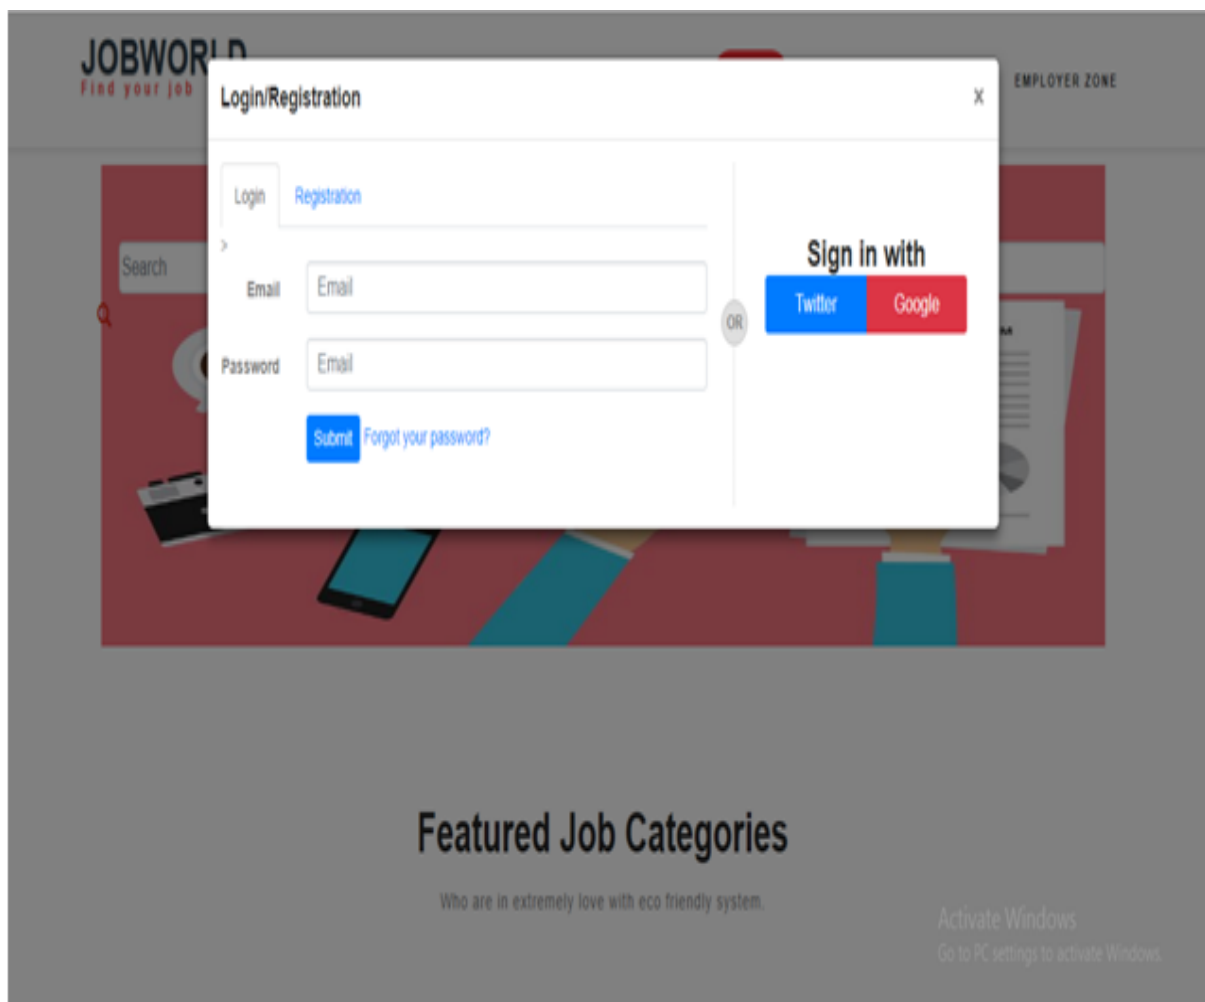 JOBWORLD
Find your job
EMPLOYER ZONE
Login/Registration
x
Login
Registration
>
Search
Email
Email
Password
Email
Submit
Forgot your password?
OR
Sign in with
Twitter
Google
Featured Job Categories
Who are in extremely love with eco friendly system.
Activate Windows
Go to PC settings to activate Windows.